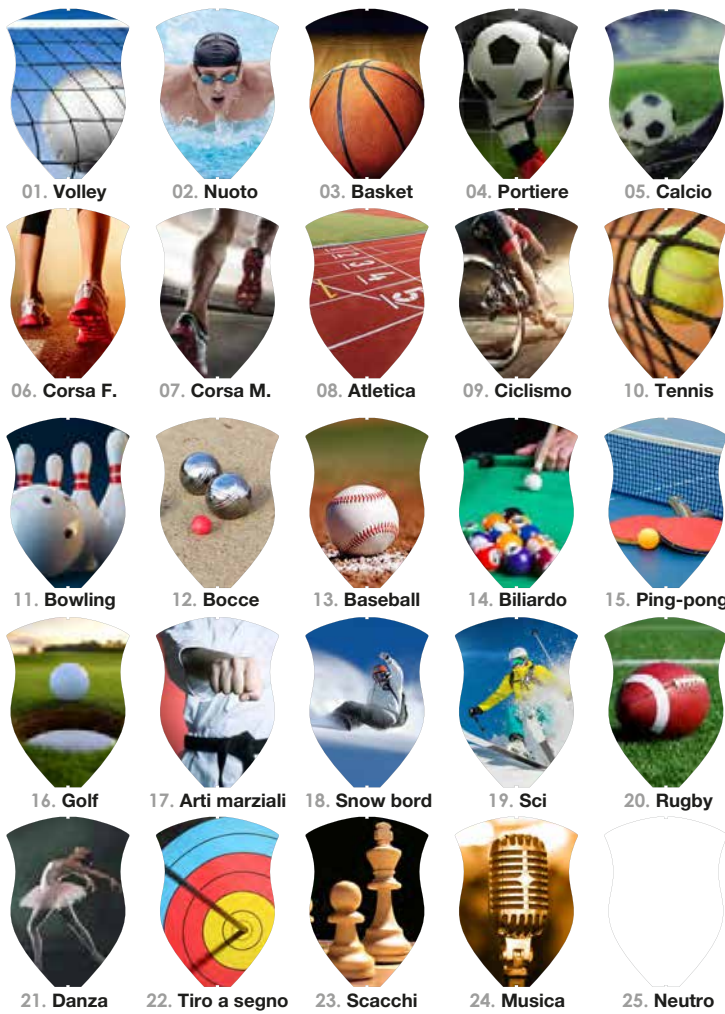 01. Volley
02. Nuoto
03. Basket
04. Portiere
05. Calcio
06. Corsa F.
07. Corsa M.
08. Atletica
09. Ciclismo
10. Tennis
11. Bowling
12. Bocce
13. Baseball
14. Biliardo
15. Ping-pong
16. Golf
17. Arti marziali
18. Snow bord
19. Sci
20. Rugby
21. Danza
22. Tiro a segno
23. Scacchi
24. Musica
25. Neutro